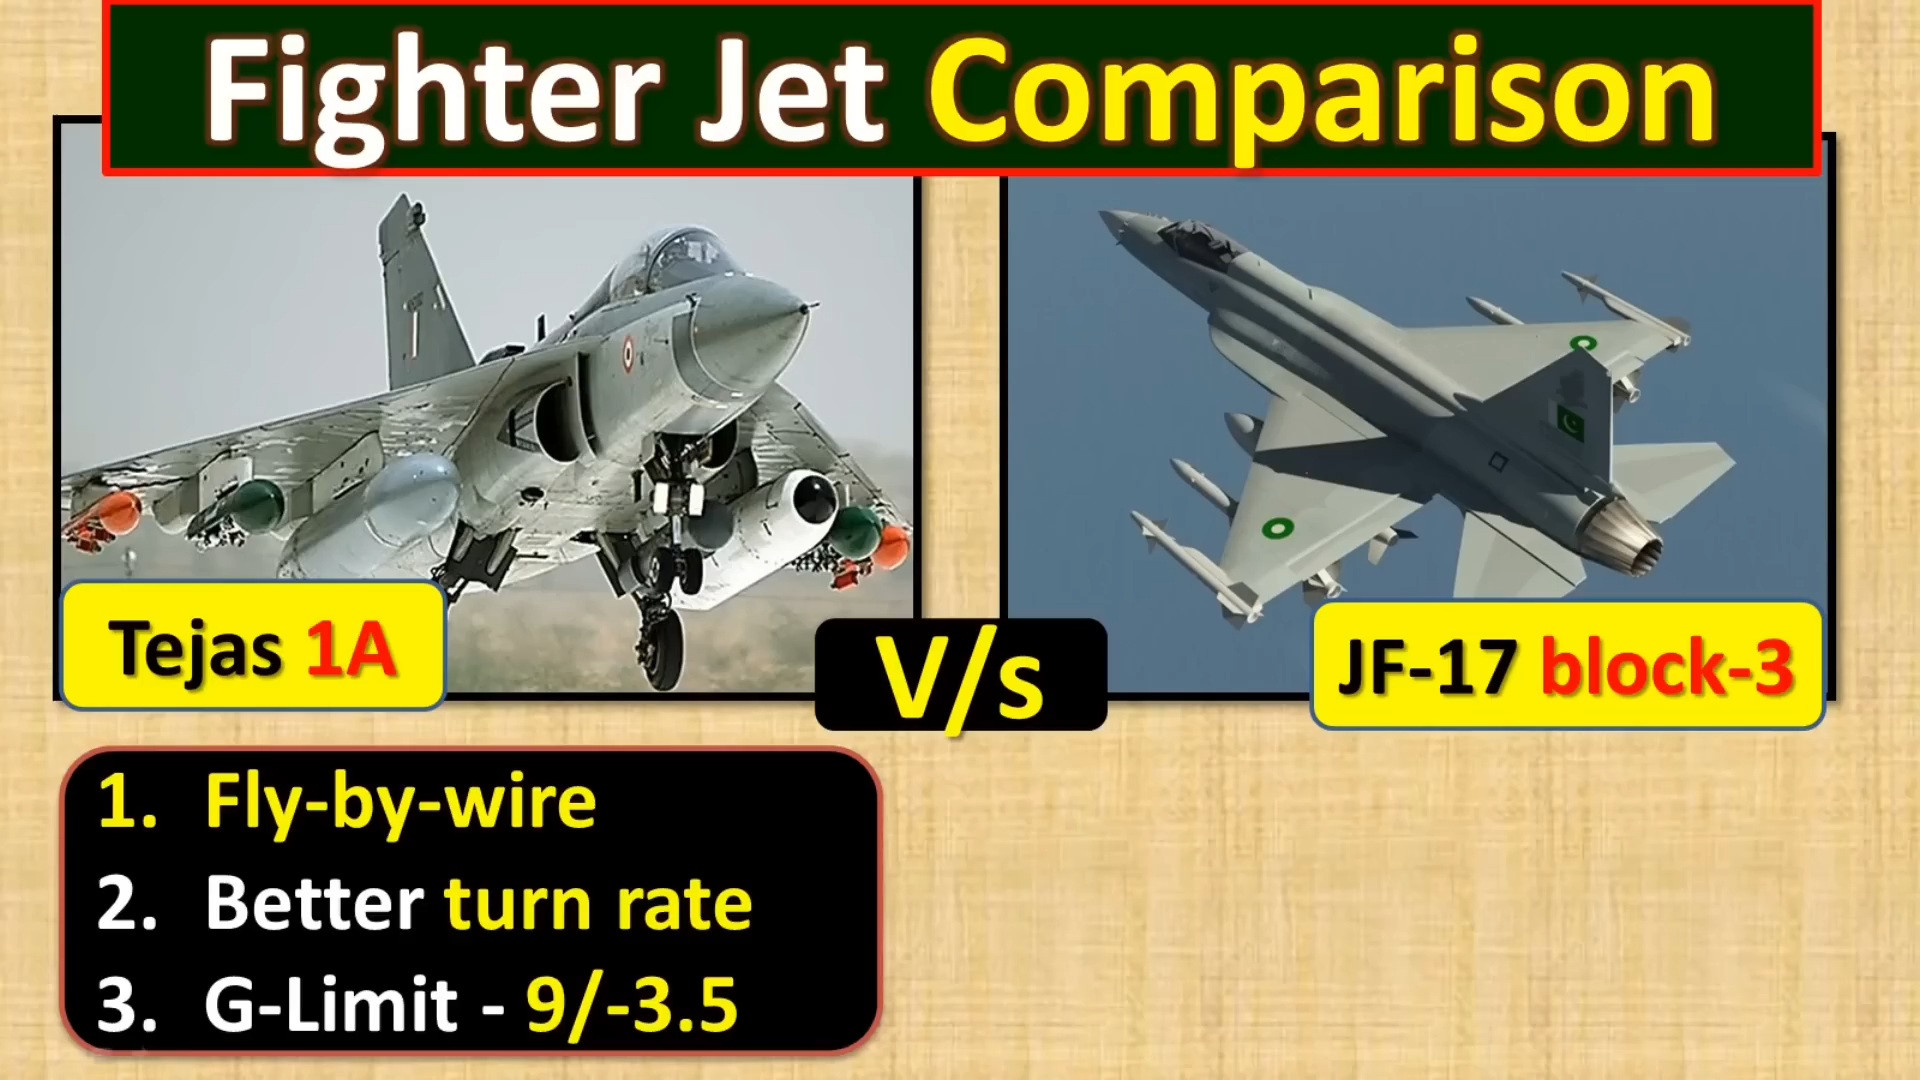 Fighter Jet Comparison
Tejas 1A
V/s
JF-17 block-3
1. Fly-by-wire
2. Better turn rate
3. G-Limit - 9/-3.5